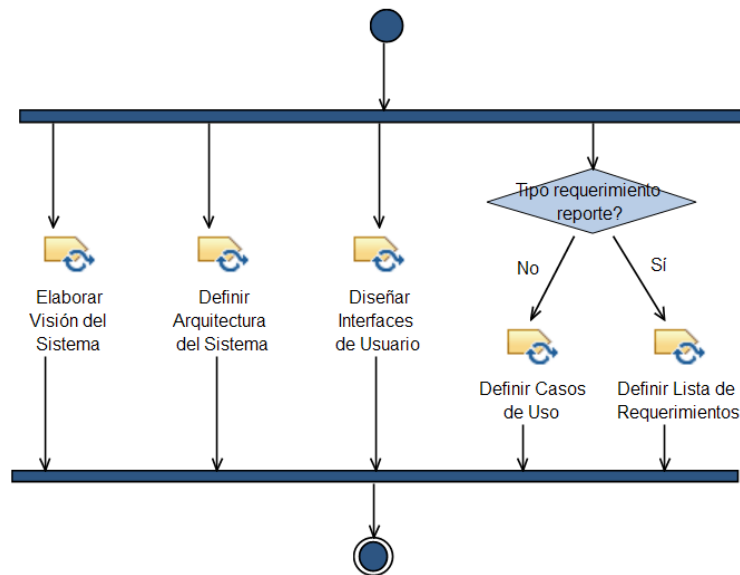 Tipo requerimiento
reporte?
No
Sí
Elaborar
Visión del
Sistema
Definir
Arquitectura
del Sistema
Diseñar
Interfaces
de Usuario
Definir Casos
de Uso
Definir Lista de
Requerimientos